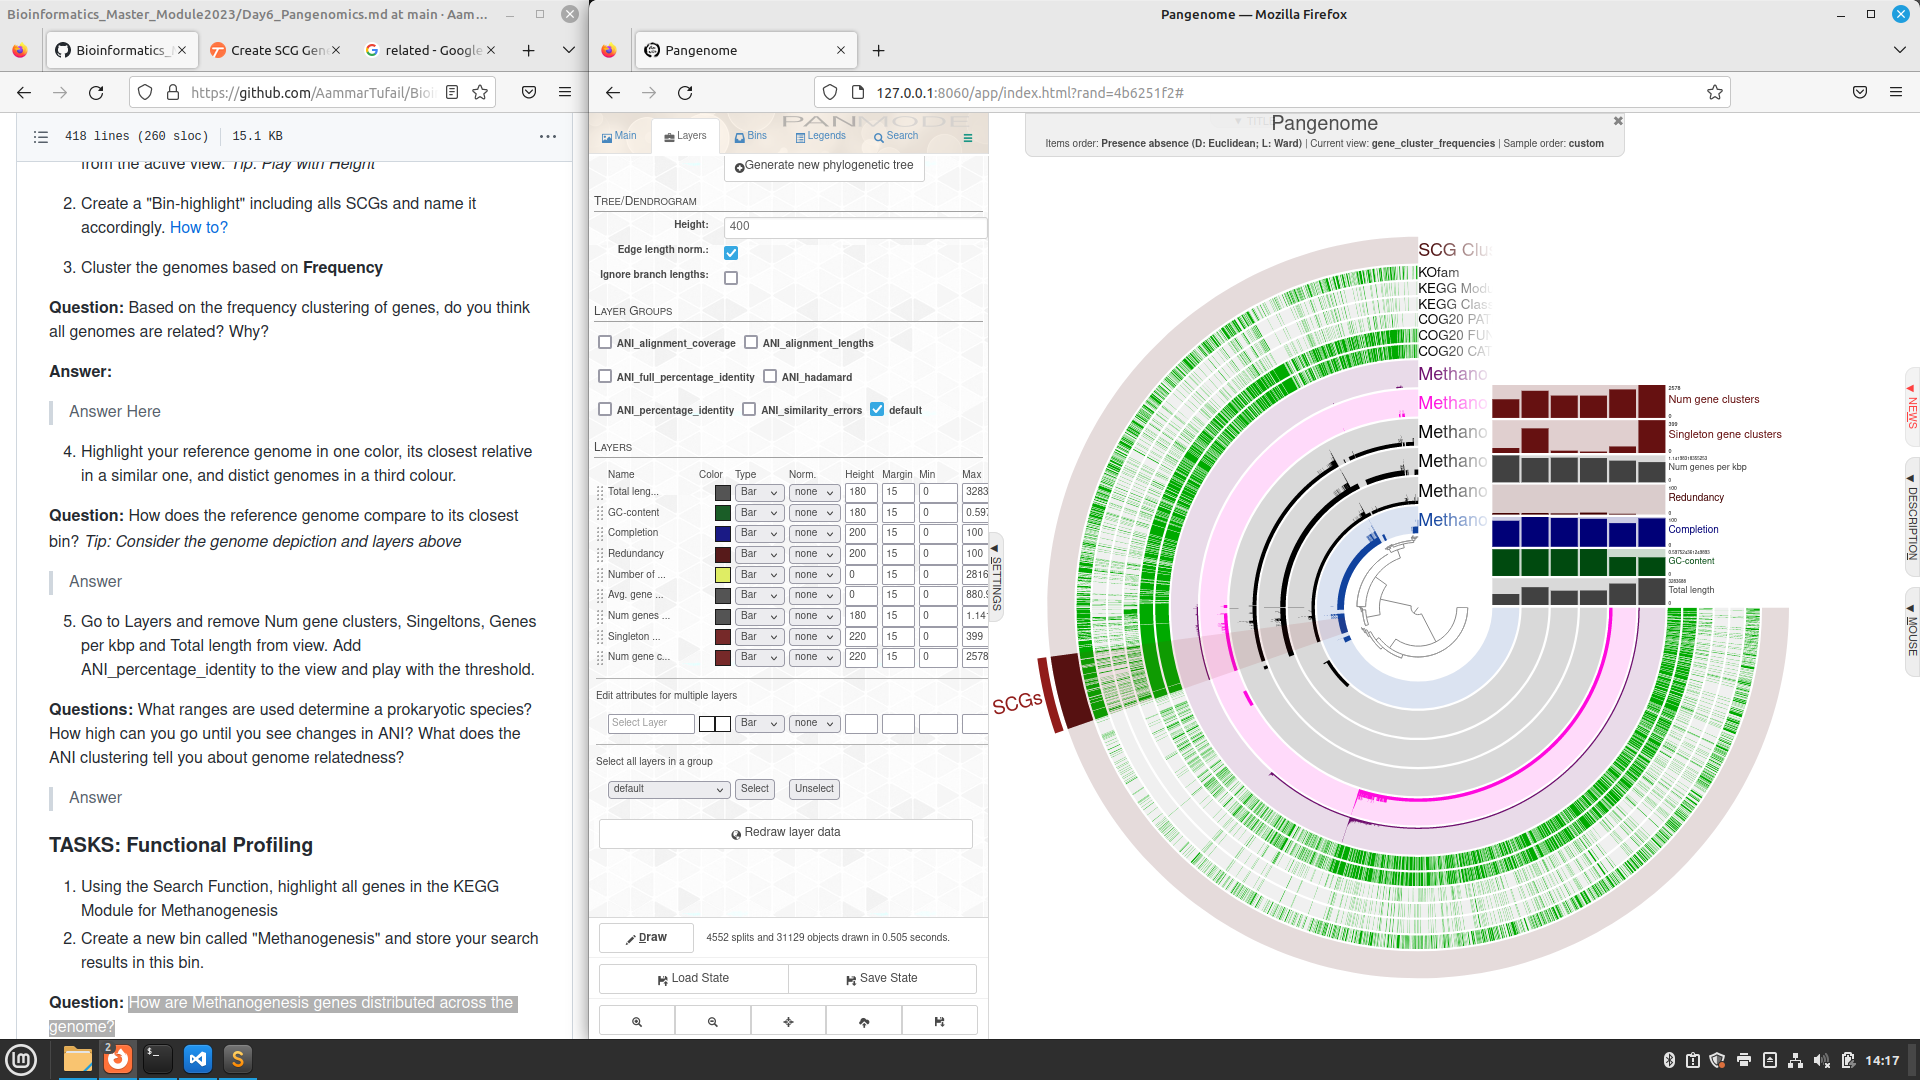 Bioinformatics_Master_Module2023/Day6_Pangenomics.md at main · Aam...
Bioinformatics_
Create SCG Gen
related - Google
https://github.com/AammarTufail/Bioi
418 lines (260 sloc)
15.1 KB
from the active view. Tip: Play with Height
2. Create a "Bin-highlight" including alls SCGs and name it
accordingly. How to?
3. Cluster the genomes based on Frequency
Question: Based on the frequency clustering of genes, do you think
all genomes are related? Why?
Answer:
Answer Here
4. Highlight your reference genome in one color, its closest relative
in a similar one, and distict genomes in a third colour.
Question: How does the reference genome compare to its closest
bin? Tip: Consider the genome depiction and layers above
Answer
5. Go to Layers and remove Num gene clusters, Singeltons, Genes
per kbp and Total length from view. Add
ANI_percentage_identity to the view and play with the threshold.
Questions: What ranges are used determine a prokaryotic species?
How high can you go until you see changes in ANI? What does the
ANI clustering tell you about genome relatedness?
Answer
TASKS: Functional Profiling
1. Using the Search Function, highlight all genes in the KEGG
Module for Methanogenesis
2. Create a new bin called "Methanogenesis" and store your search
results in this bin.
Question: How are Methanogenesis genes distributed across the
genome?
Pangenome — Mozilla Firefox
Pangenome
127.0.0.1:8060/app/index.html?rand=4b6251f2#
PANMODE
Main
Layers
Bins
Legends
Search
Generate new phylogenetic tree
Tree/Dendrogram
Height: 400
Edge length norm.:
Ignore branch lengths:
Layer Groups
ANI_alignment_coverage ANI_alignment_lengths
ANI_full_percentage_identity ANI_hadamard
ANI_percentage_identity ANI_similarity_errors default
Layers
Name Color Type Norm. Height Margin Min Max
Total leng... Bar none 180 15 0 3283
GC-content Bar none 180 15 0 0.597
Completion Bar none 200 15 0 100
Redundancy Bar none 200 15 0 100
Number of ... Bar none 0 15 0 2816
Avg. gene ... Bar none 0 15 0 880.9
Num genes ... Bar none 180 15 0 1.141
Singleton ... Bar none 220 15 0 399
Num gene c... Bar none 220 15 0 2578
Edit attributes for multiple layers
Select Layer Bar none
Select all layers in a group
default Select Unselect
Redraw layer data
Draw 4552 splits and 31129 objects drawn in 0.505 seconds.
Load State Save State
SETTINGS
Pangenome
Items order: Presence absence (D: Euclidean; L: Ward) | Current view: gene_cluster_frequencies | Sample order: custom
SCG Clu
KOfam
KEGG Modu
KEGG Clas
COG20 PAT
COG20 FUN
COG20 CAT
Methano
Methano
Methano
Methano
Methano
Methano
2578
Num gene clusters
0
399
Singleton gene clusters
0
Num genes per kbp
0
100
Redundancy
0
100
Completion
0
GC-content
0
Total length
0
SCGs
NEWS
DESCRIPTION
MOUSE
2
14:17